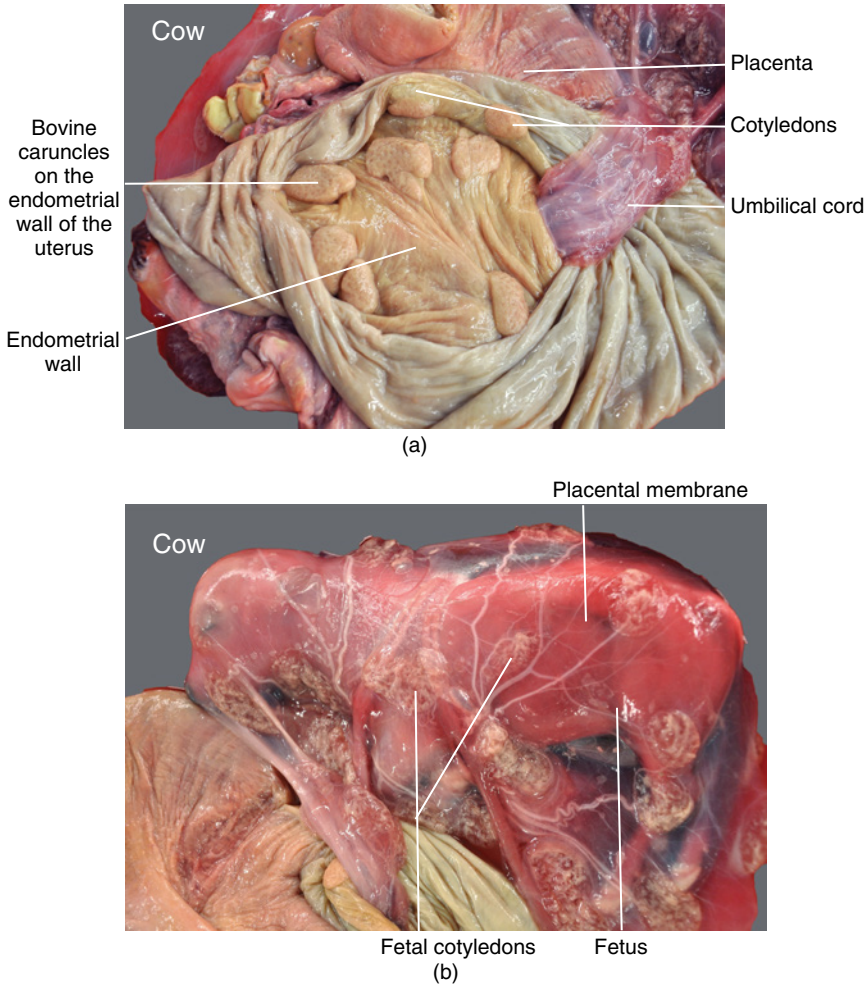 Cow
Placenta
Cotyledons
Bovine
caruncles
on the
endometrial
wall of the
uterus
Umbilical cord
Endometrial
wall
(a)
Placental membrane
Cow
Fetal cotyledons
Fetus
(b)